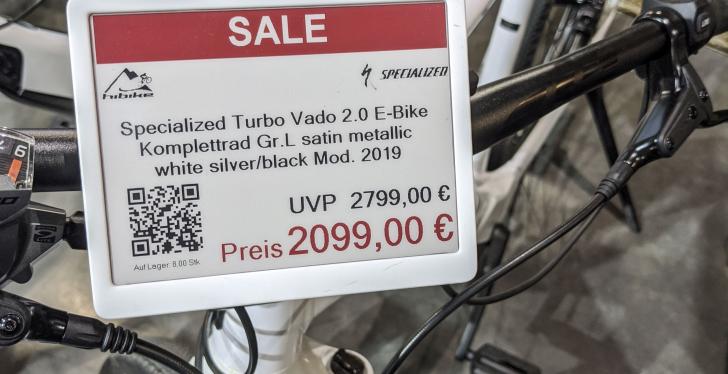 SALE
hibike
SPECIALIZED
Specialized Turbo Vado 2.0 E-Bike
Komplettrad Gr.L satin metallic
white silver/black Mod. 2019
UVP 2799,00 €
Preis 2099,00 €
Auf Lager: 8,00 Stk
9